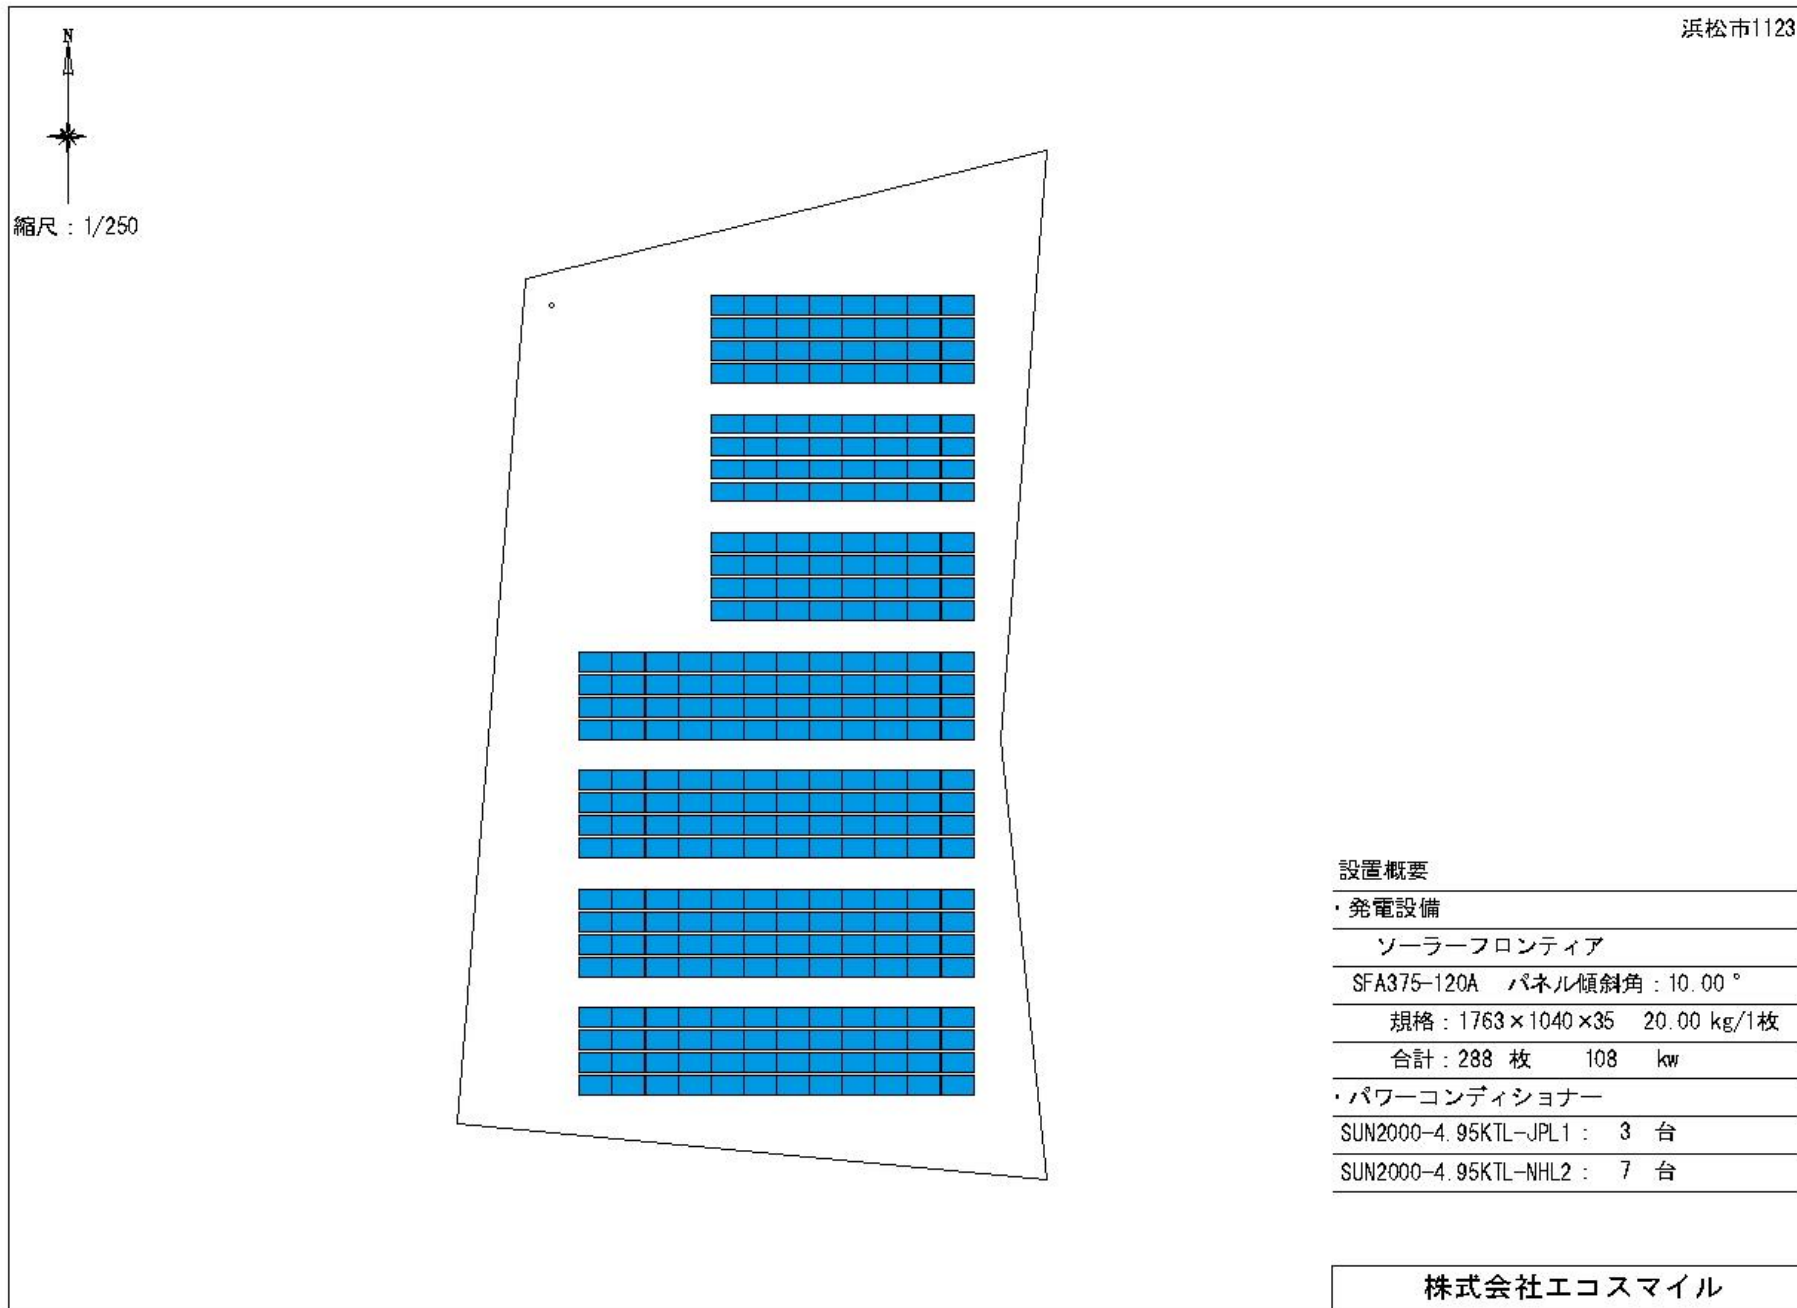 浜松市1123
N
縮尺：1/250
設置概要
・発電設備
ソーラーフロンティア
SFA375-120A パネル傾斜角：10.00°
規格：1763×1040×35 20.00 kg/1枚
合計：288 枚 108 kw
・パワーコンディショナー
SUN2000-4.95KTL-JPL1： 3 台
SUN2000-4.95KTL-NHL2： 7 台
株式会社エコスマイル